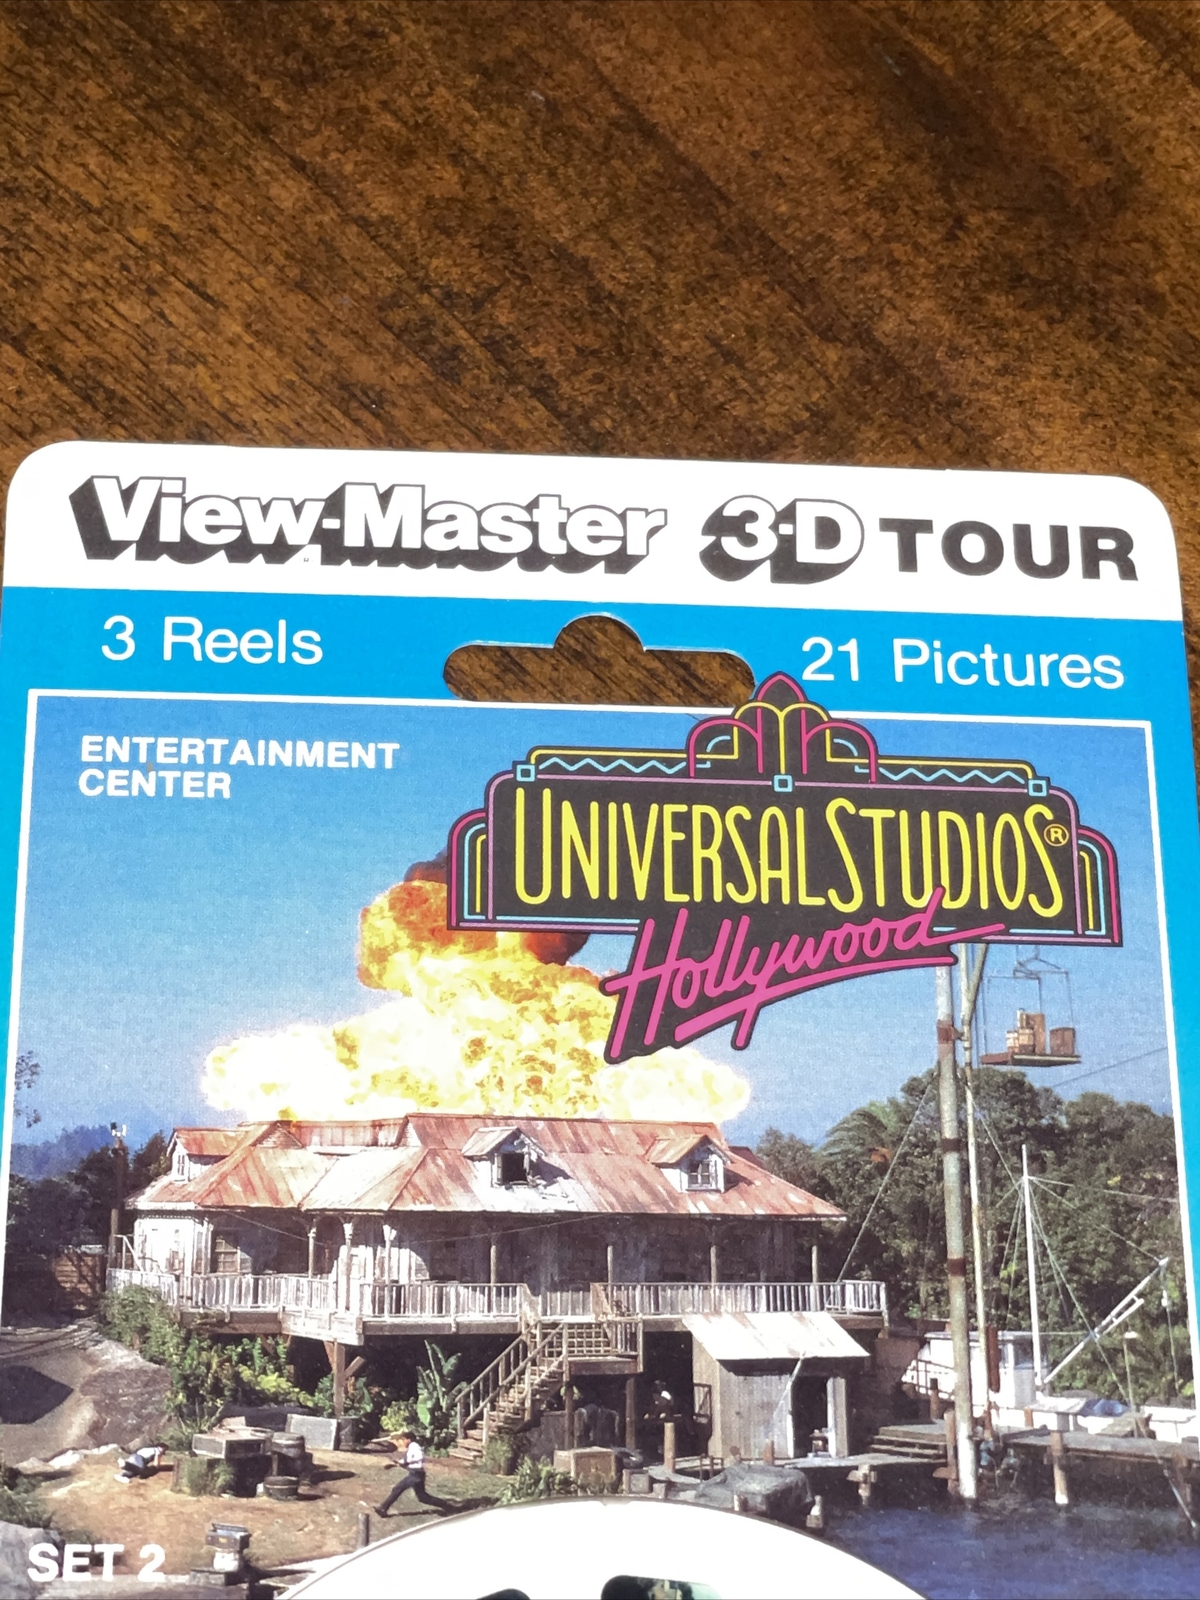 View-Master 3-D TOUR
3 Reels
21 Pictures
ENTERTAINMENT
CENTER
UNIVERSAL STUDIOS®
Hollywood
SET 2